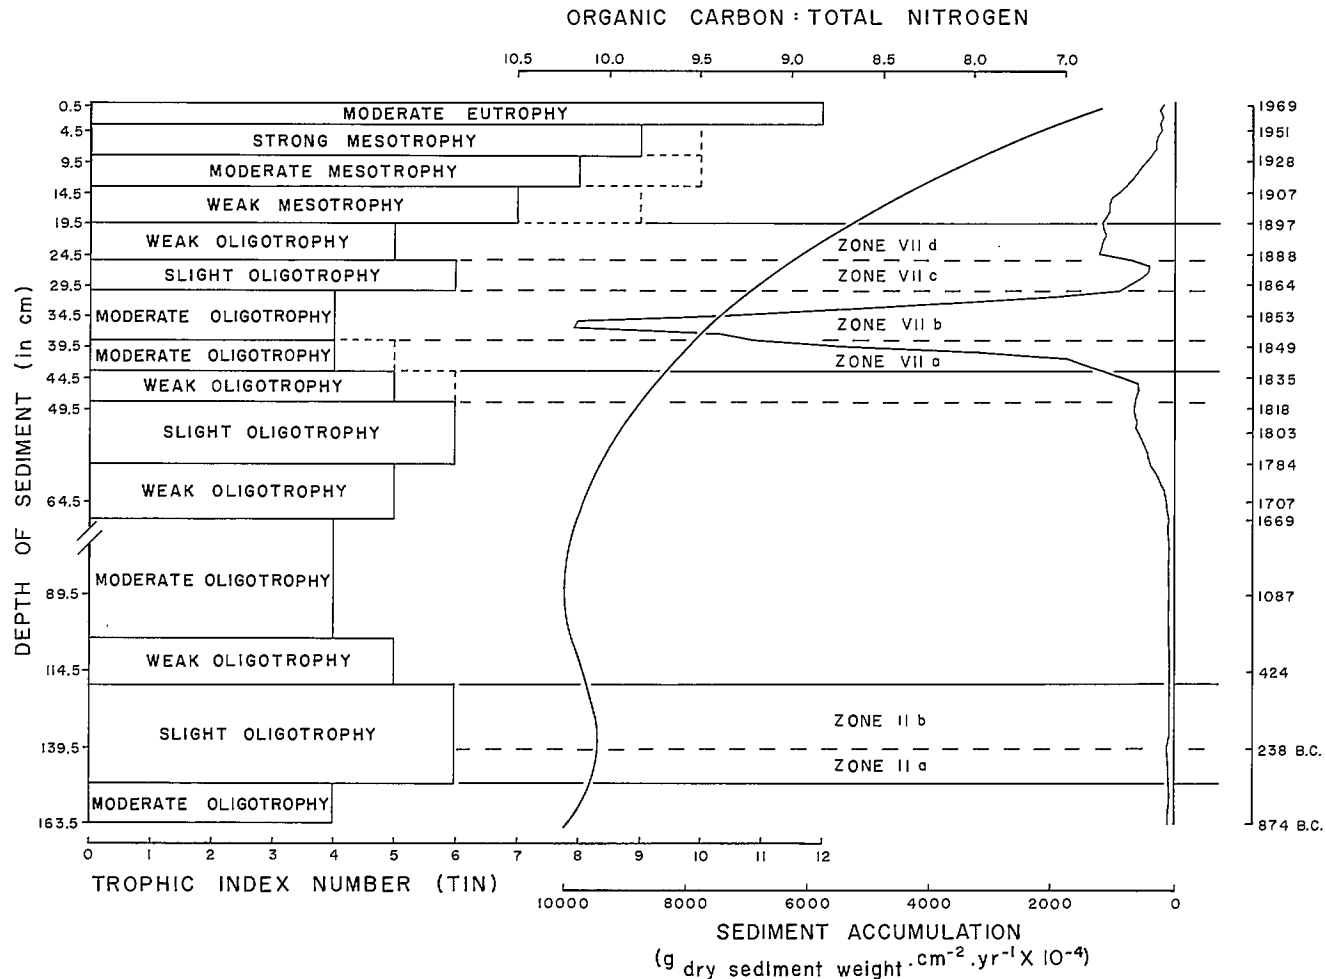 ORGANIC CARBON : TOTAL NITROGEN
10.5 10.0 9.5 9.0 8.5 7.0
DEPTH OF SEDIMENT (in cm)
0.5 MODERATE EUTROPHY 1969
4.5 STRONG MESOTROPHY 1951
9.5 MODERATE MESOTROPHY 1928
14.5 WEAK MESOTROPHY 1907
19.5 1897
WEAK OLIGOTROPHY ZONE VII d
24.5 1888
SLIGHT OLIGOTROPHY ZONE VII c
29.5 1864
MODERATE OLIGOTROPHY ZONE VII b
34.5 1853
39.5 MODERATE OLIGOTROPHY ZONE VII a 1849
44.5 WEAK OLIGOTROPHY 1835
49.5 1818
SLIGHT OLIGOTROPHY 1803
1784
WEAK OLIGOTROPHY
64.5 1707
1669
MODERATE OLIGOTROPHY
89.5 1087
WEAK OLIGOTROPHY
114.5 424
SLIGHT OLIGOTROPHY ZONE II b
139.5 238 B.C.
ZONE II a
MODERATE OLIGOTROPHY
163.5 874 B.C.
0 1 2 3 4 5 6 7 8 9 10 11 12
TROPHIC INDEX NUMBER (TIN)
10000 8000 6000 4000 2000 0
SEDIMENT ACCUMULATION
(g dry sediment weight . cm-2 . yr-1 X 10-4)